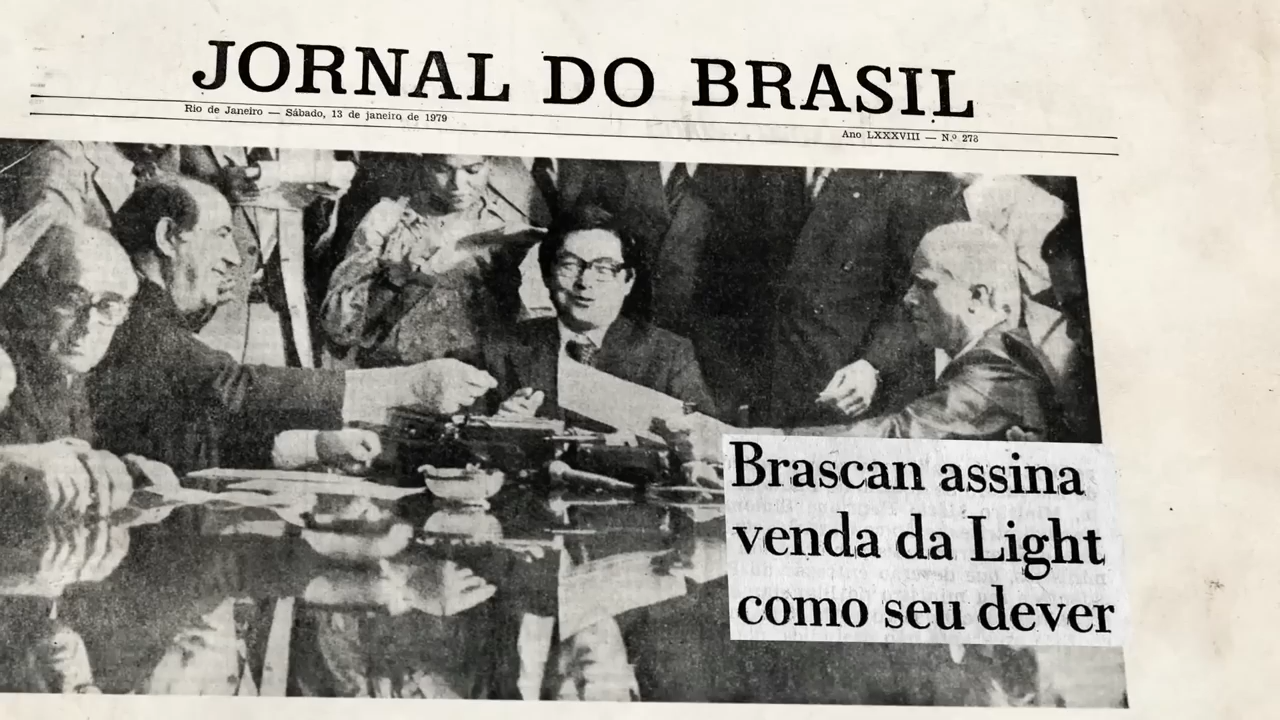 JORNAL DO BRASIL
Rio de Janeiro — Sábado, 13 de janeiro de 1979
Ano LXXXVIII — N.º 278
Brascan assina
venda da Light
como seu dever